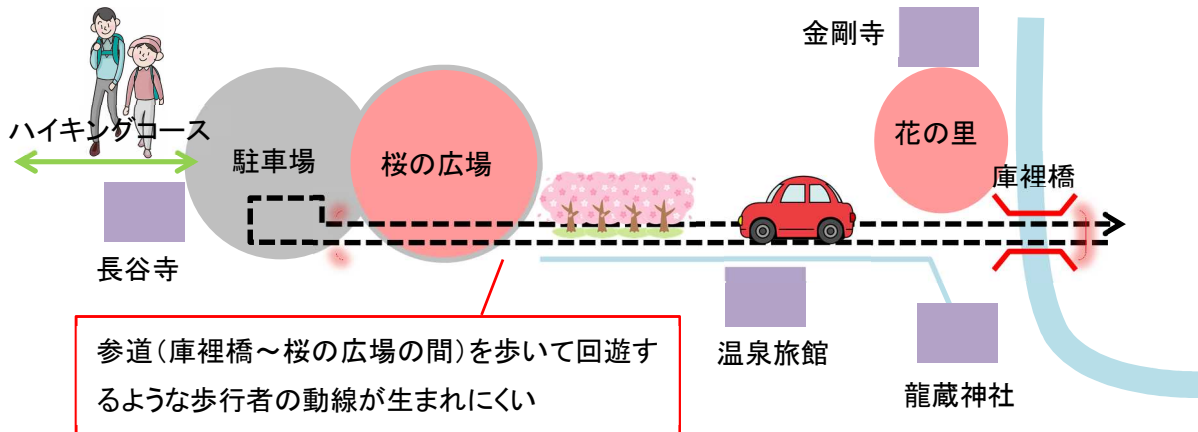 金剛寺
ハイキングコース
駐車場
桜の広場
花の里
庫裡橋
長谷寺
参道（庫裡橋～桜の広場の間）を歩いて回遊す
るような歩行者の動線が生まれにくい
温泉旅館
龍蔵神社